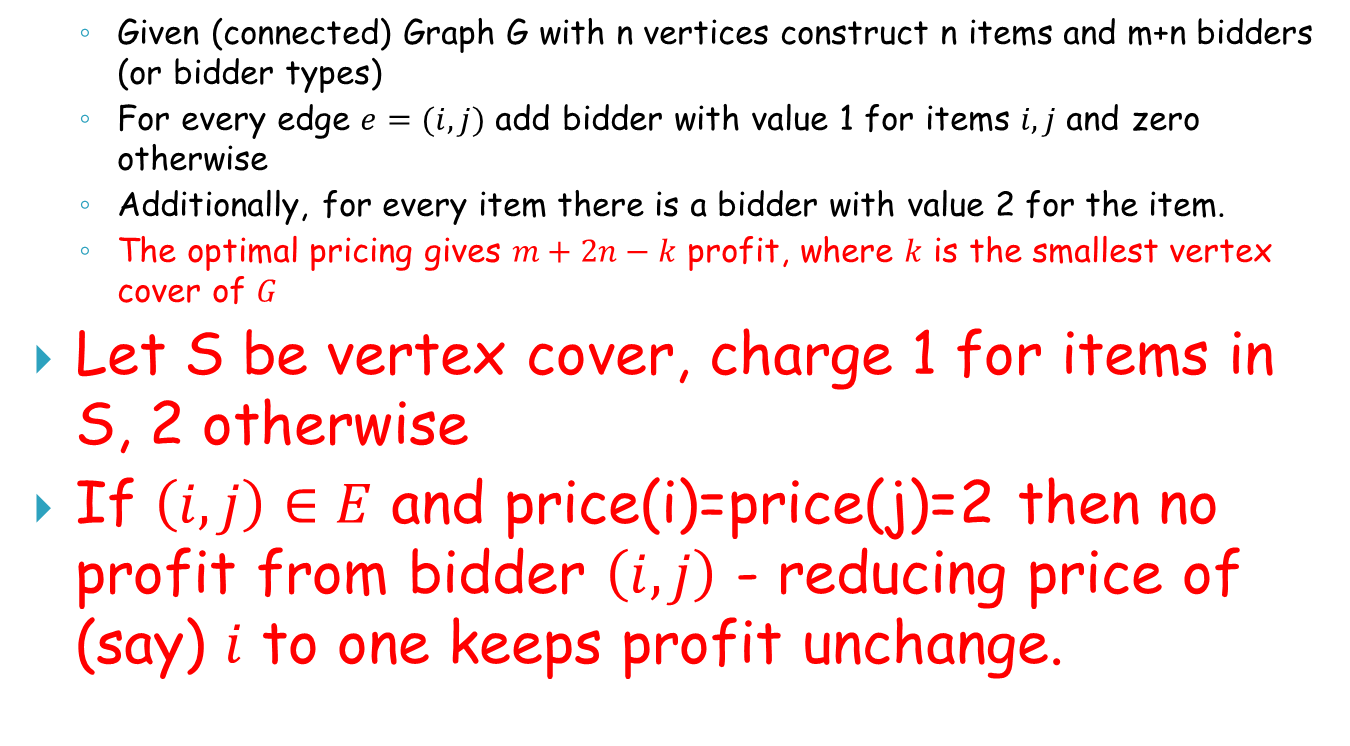 ◦ Given (connected) Graph G with n vertices construct n items and m+n bidders
(or bidder types)
◦ For every edge e = (i, j) add bidder with value 1 for items i, j and zero
otherwise
◦ Additionally, for every item there is a bidder with value 2 for the item.
◦ The optimal pricing gives m + 2n − k profit, where k is the smallest vertex
cover of G
Let S be vertex cover, charge 1 for items in
S, 2 otherwise
If (i, j) ∈ E and price(i)=price(j)=2 then no
profit from bidder (i, j) - reducing price of
(say) i to one keeps profit unchange.